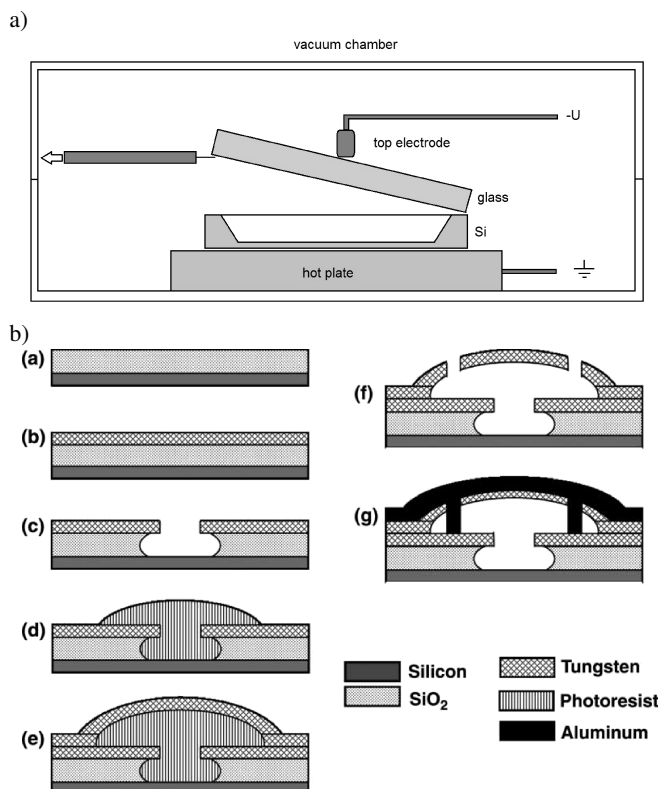 a)
vacuum chamber
-U
top electrode
glass
Si
hot plate
b)
(a)
(b)
(c)
(d)
(e)
(f)
(g)
Silicon
SiO₂
Tungsten
Photoresist
Aluminum